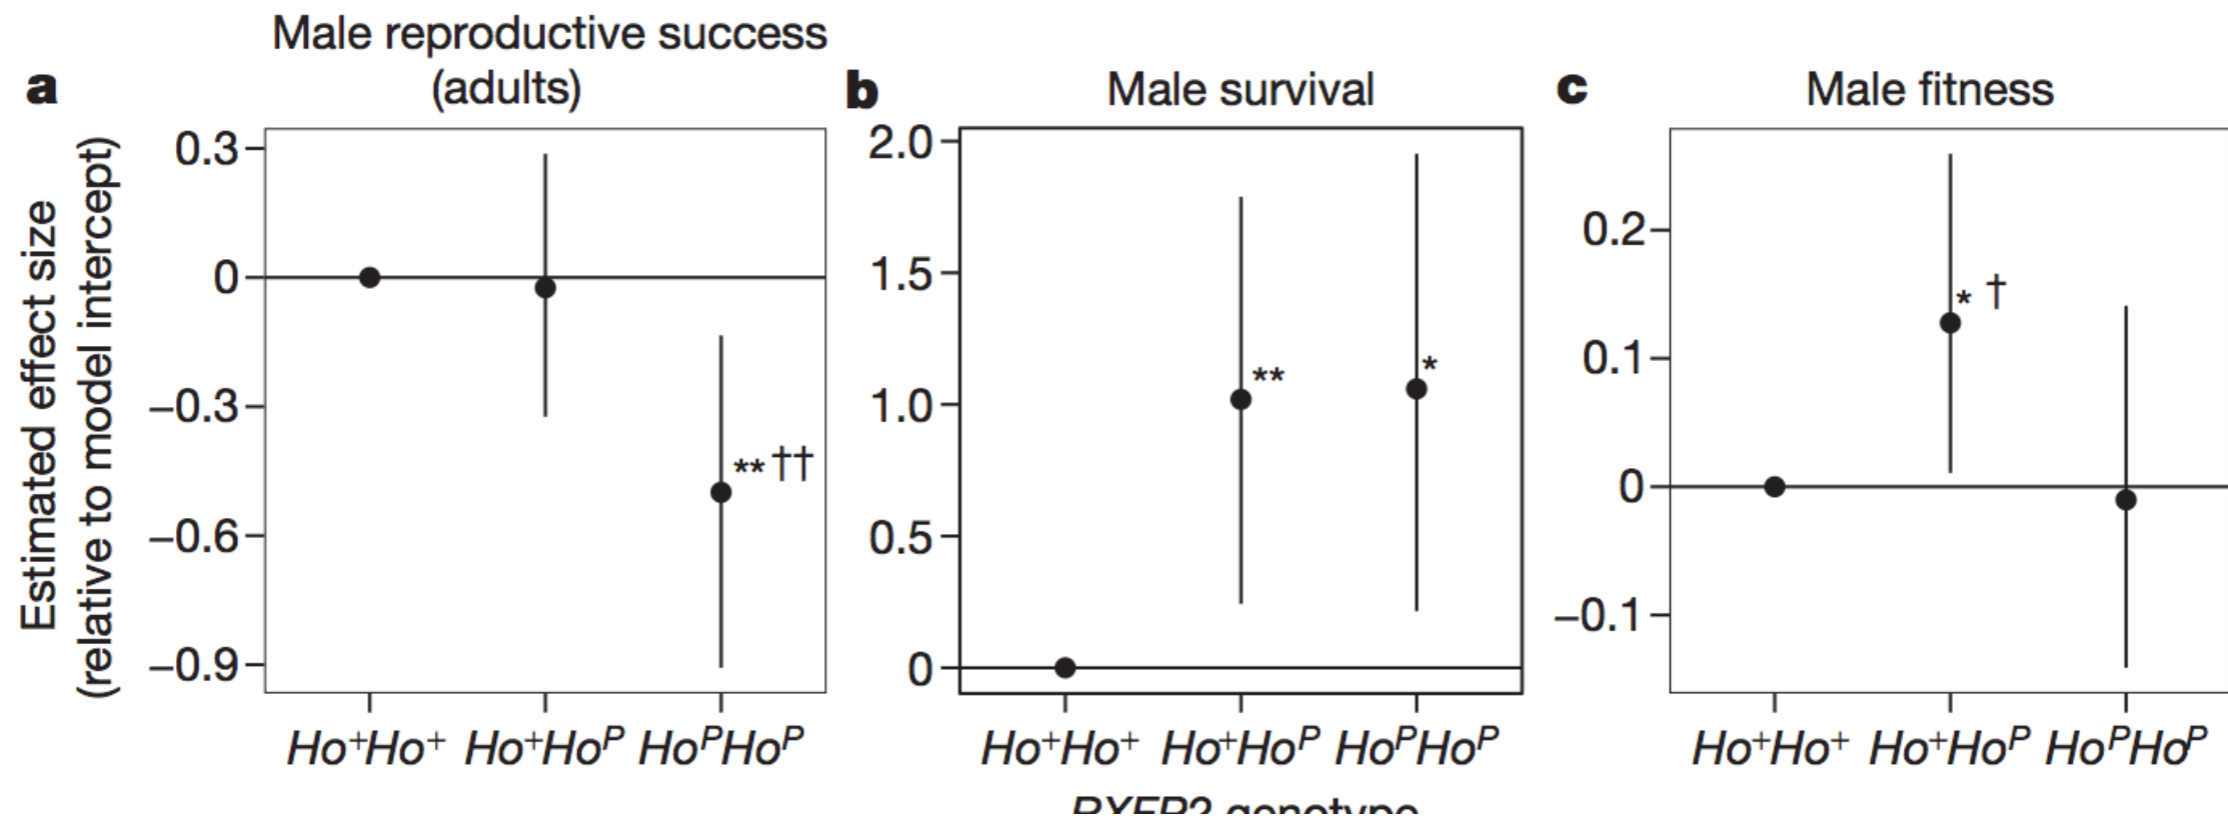 Male reproductive success
(adults)
a
b
Male survival
c
Male fitness
Estimated effect size
(relative to model intercept)
0.3
0
−0.3
−0.6
−0.9
** ††
Ho⁺Ho⁺ Ho⁺Hoᴾ HoᴾHoᴾ
2.0
1.5
1.0
0.5
0
**
*
Ho⁺Ho⁺ Ho⁺Hoᴾ HoᴾHoᴾ
0.2
0.1
0
−0.1
* †
Ho⁺Ho⁺ Ho⁺Hoᴾ HoᴾHoᴾ
RXFP2 genotype